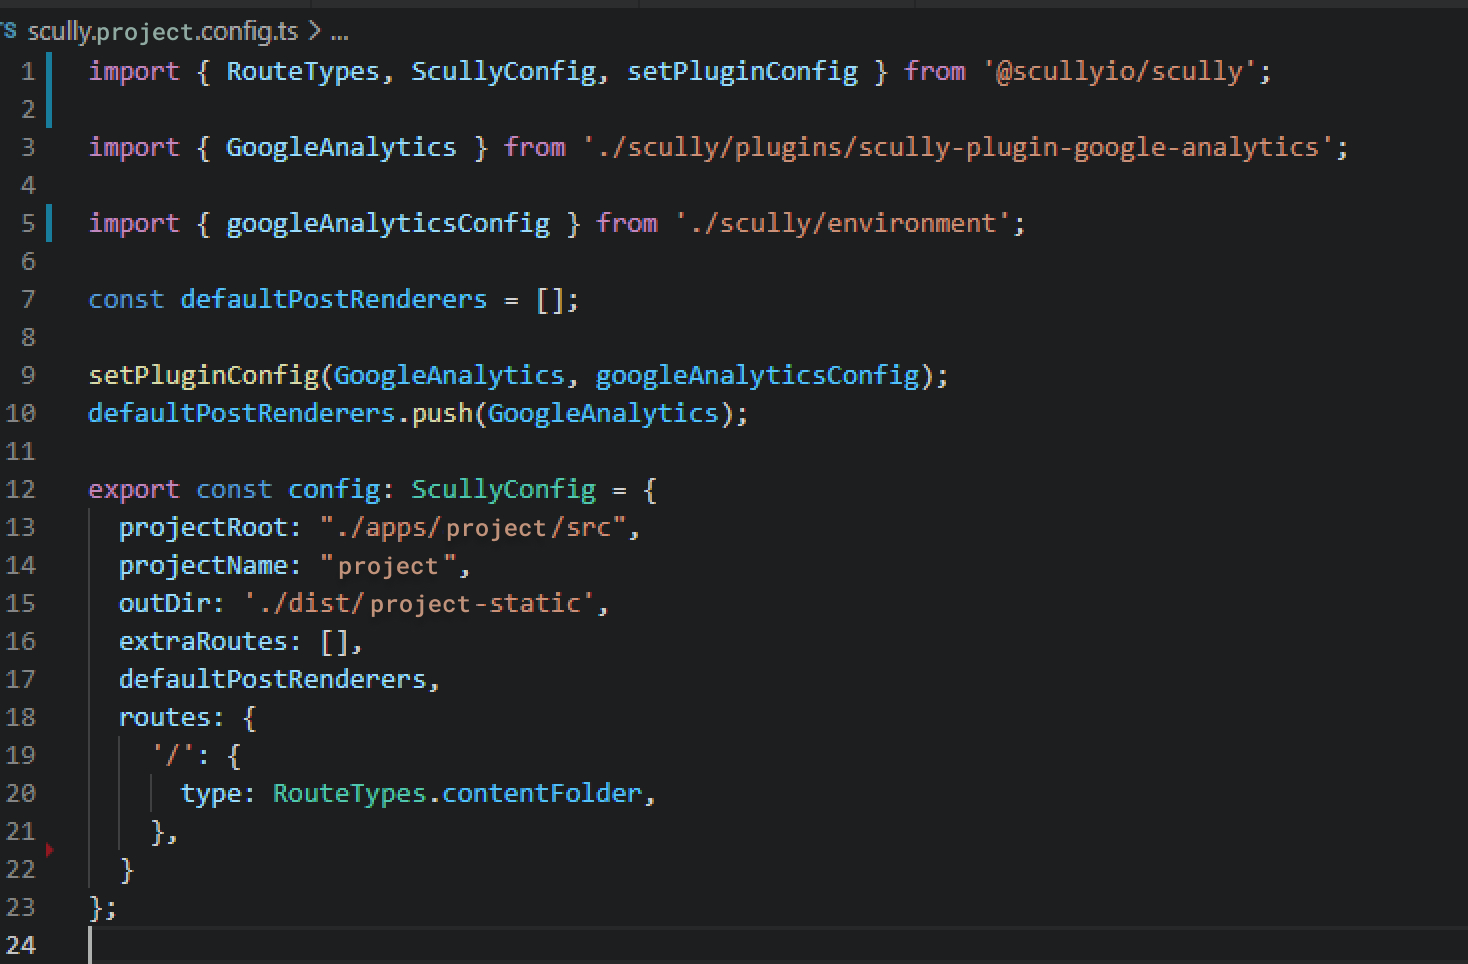 TS scully.project.config.ts > ...
1 import { RouteTypes, ScullyConfig, setPluginConfig } from '@scullyio/scully';
2
3 import { GoogleAnalytics } from './scully/plugins/scully-plugin-google-analytics';
4
5 import { googleAnalyticsConfig } from './scully/environment';
6
7 const defaultPostRenderers = [];
8
9 setPluginConfig(GoogleAnalytics, googleAnalyticsConfig);
10 defaultPostRenderers.push(GoogleAnalytics);
11
12 export const config: ScullyConfig = {
13   projectRoot: "./apps/project/src",
14   projectName: "project",
15   outDir: './dist/project-static',
16   extraRoutes: [],
17   defaultPostRenderers,
18   routes: {
19     '/': {
20       type: RouteTypes.contentFolder,
21     },
22   }
23 };
24